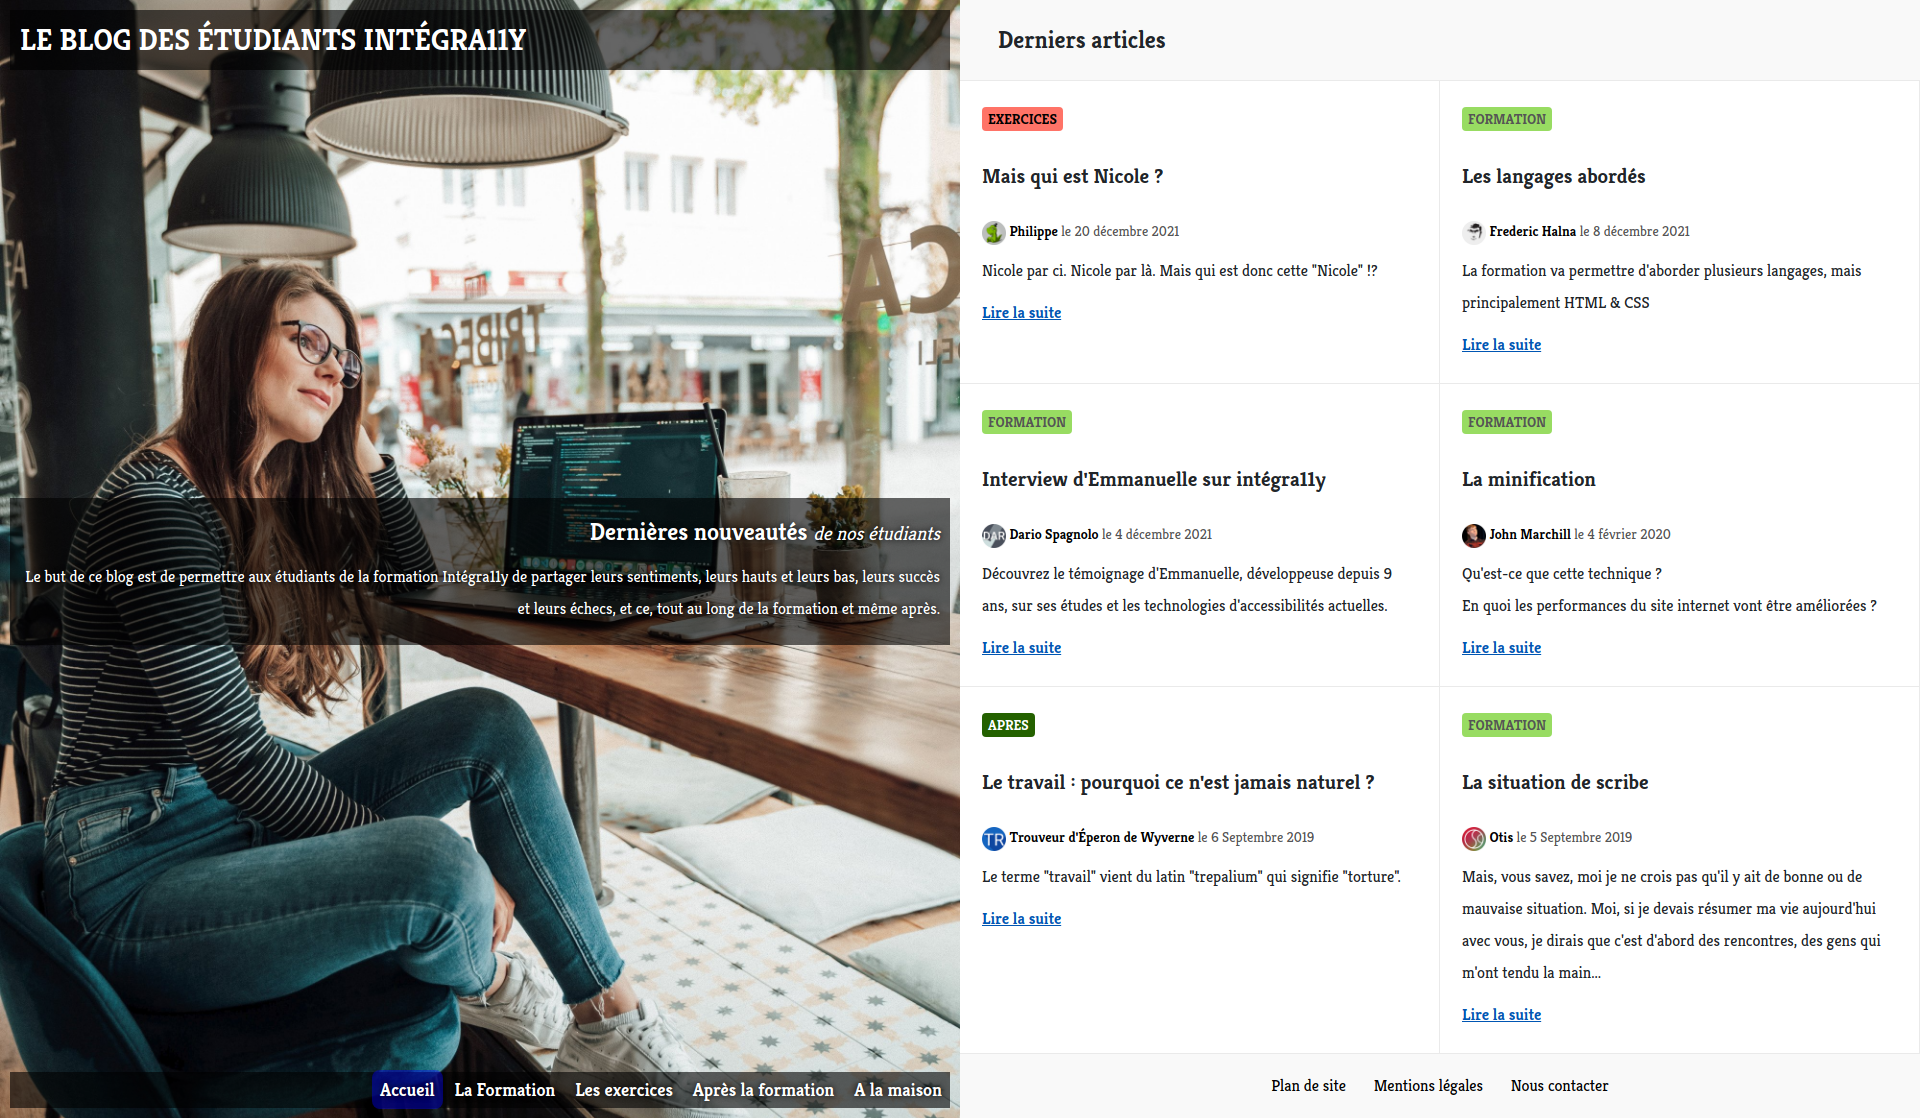 LE BLOG DES ÉTUDIANTS INTÉGRA11Y
Dernières nouveautés de nos étudiants
Le but de ce blog est de permettre aux étudiants de la formation Intégra11y de partager leurs sentiments, leurs hauts et leurs bas, leurs succès
et leurs échecs, et ce, tout au long de la formation et même après.
Accueil
La Formation
Les exercices
Après la formation
A la maison
Derniers articles
EXERCICES
Mais qui est Nicole ?
Philippe le 20 décembre 2021
Nicole par ci. Nicole par là. Mais qui est donc cette "Nicole" !?
Lire la suite
FORMATION
Les langages abordés
Frederic Halna le 8 décembre 2021
La formation va permettre d'aborder plusieurs langages, mais
principalement HTML & CSS
Lire la suite
FORMATION
Interview d'Emmanuelle sur intégra11y
DAR
Dario Spagnolo le 4 décembre 2021
Découvrez le témoignage d'Emmanuelle, développeuse depuis 9
ans, sur ses études et les technologies d'accessibilités actuelles.
Lire la suite
FORMATION
La minification
John Marchill le 4 février 2020
Qu'est-ce que cette technique ?
En quoi les performances du site internet vont être améliorées ?
Lire la suite
APRES
Le travail : pourquoi ce n'est jamais naturel ?
TR
Trouveur d'Éperon de Wyverne le 6 Septembre 2019
Le terme "travail" vient du latin "trepalium" qui signifie "torture".
Lire la suite
FORMATION
La situation de scribe
Otis le 5 Septembre 2019
Mais, vous savez, moi je ne crois pas qu'il y ait de bonne ou de
mauvaise situation. Moi, si je devais résumer ma vie aujourd'hui
avec vous, je dirais que c'est d'abord des rencontres, des gens qui
m'ont tendu la main...
Lire la suite
Plan de site
Mentions légales
Nous contacter